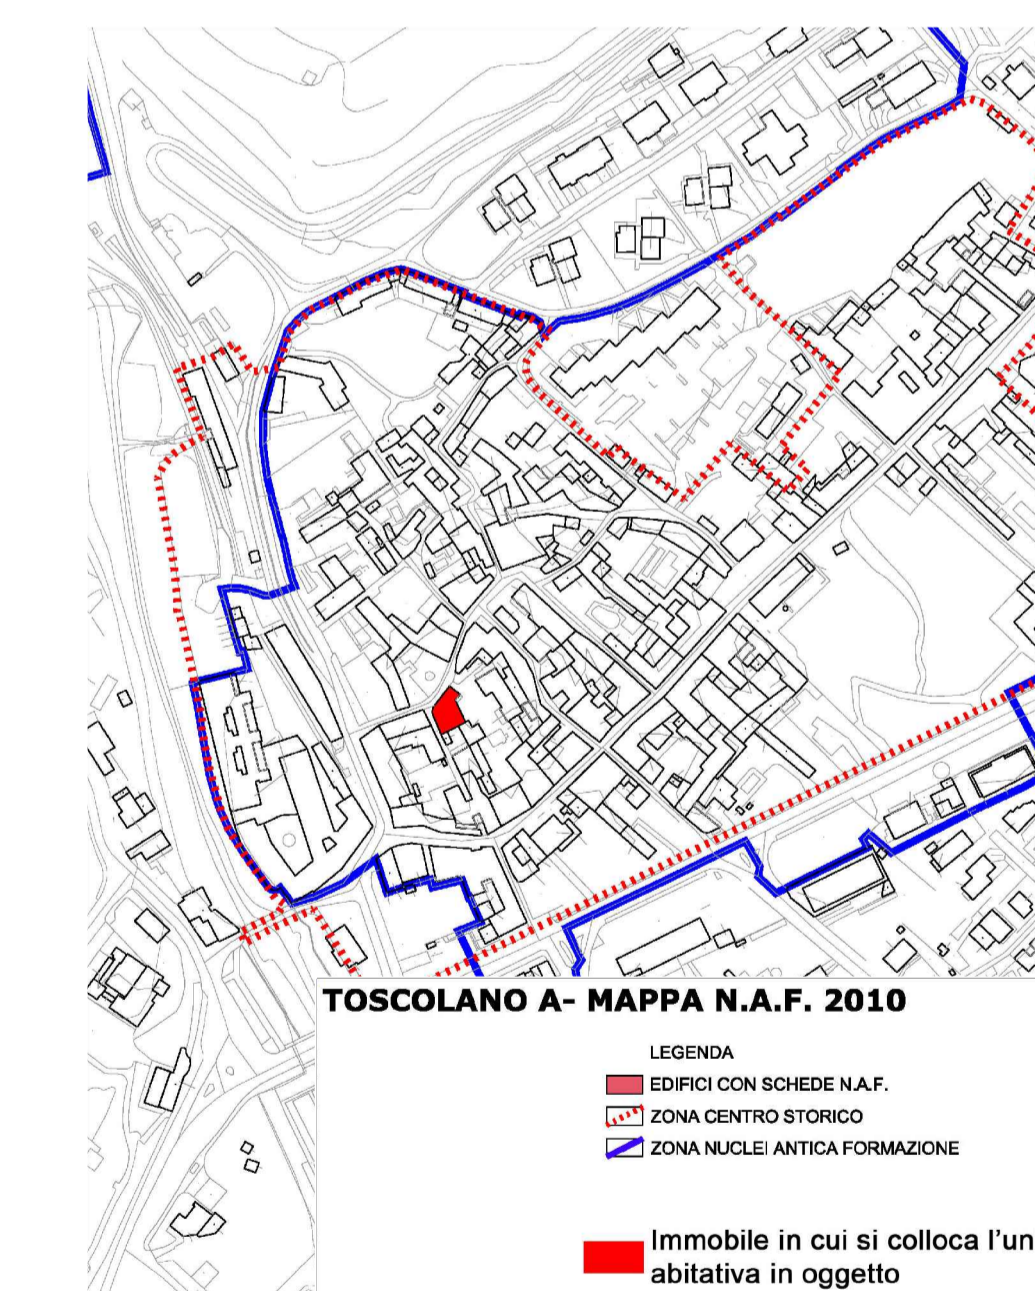 TOSCOLANO A- MAPPA N.A.F. 2010
LEGENDA
EDIFICI CON SCHEDE N.A.F.
ZONA CENTRO STORICO
ZONA NUCLEI ANTICA FORMAZIONE
Immobile in cui si colloca l'un
abitativa in oggetto